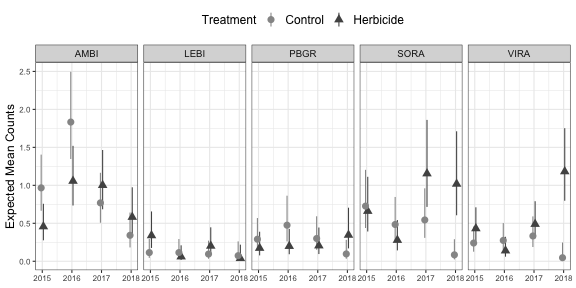 Treatment Control Herbicide
AMBI LEBI PBGR SORA VIRA
Expected Mean Counts
2.5
2.0
1.5
1.0
0.5
0.0
2015 2016 2017 2018 2015 2016 2017 2018 2015 2016 2017 2018 2015 2016 2017 2018 2015 2016 2017 2018